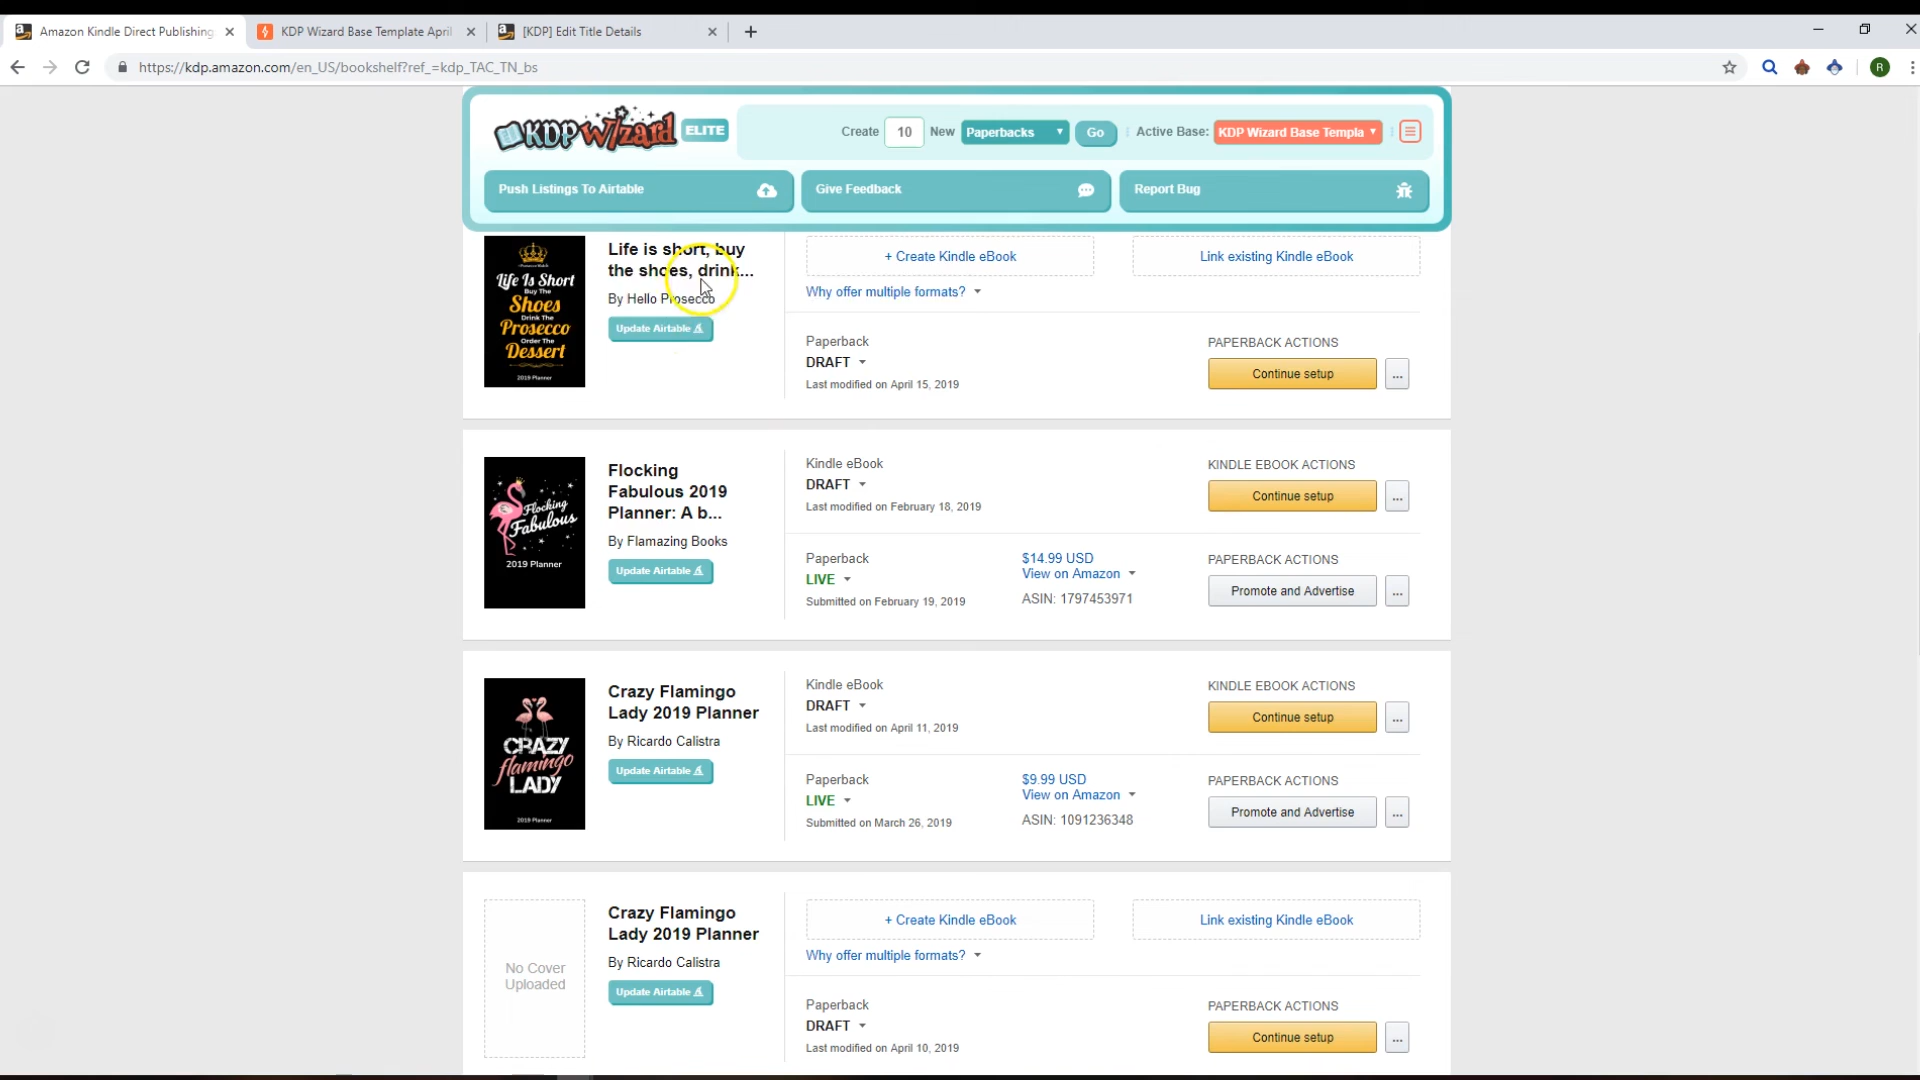 Amazon Kindle Direct Publishing
KDP Wizard Base Template April
[KDP] Edit Title Details
https://kdp.amazon.com/en_US/bookshelf?ref_=kdp_TAC_TN_bs
R
KDP Wizard ELITE
Create 10 New Paperbacks Go Active Base: KDP Wizard Base Templa
Push Listings To Airtable
Give Feedback
Report Bug
Life Is Short
Buy The
Shoes
Drink The
Prosecco
Order The
Dessert
2019 Planner
Life is short, buy
the shoes, drink...
By Hello Prosecco
Update Airtable
+ Create Kindle eBook
Link existing Kindle eBook
Why offer multiple formats?
Paperback
DRAFT
Last modified on April 15, 2019
PAPERBACK ACTIONS
Continue setup
...
Flocking
Fabulous
2019 Planner
Flocking
Fabulous 2019
Planner: A b...
By Flamazing Books
Update Airtable
Kindle eBook
DRAFT
Last modified on February 18, 2019
KINDLE EBOOK ACTIONS
Continue setup
...
Paperback
LIVE
Submitted on February 19, 2019
$14.99 USD
View on Amazon
ASIN: 1797453971
PAPERBACK ACTIONS
Promote and Advertise
...
CRAZY
flamingo
LADY
2019 Planner
Crazy Flamingo
Lady 2019 Planner
By Ricardo Calistra
Update Airtable
Kindle eBook
DRAFT
Last modified on April 11, 2019
KINDLE EBOOK ACTIONS
Continue setup
...
Paperback
LIVE
Submitted on March 26, 2019
$9.99 USD
View on Amazon
ASIN: 1091236348
PAPERBACK ACTIONS
Promote and Advertise
...
No Cover
Uploaded
Crazy Flamingo
Lady 2019 Planner
By Ricardo Calistra
Update Airtable
+ Create Kindle eBook
Link existing Kindle eBook
Why offer multiple formats?
Paperback
DRAFT
Last modified on April 10, 2019
PAPERBACK ACTIONS
Continue setup
...